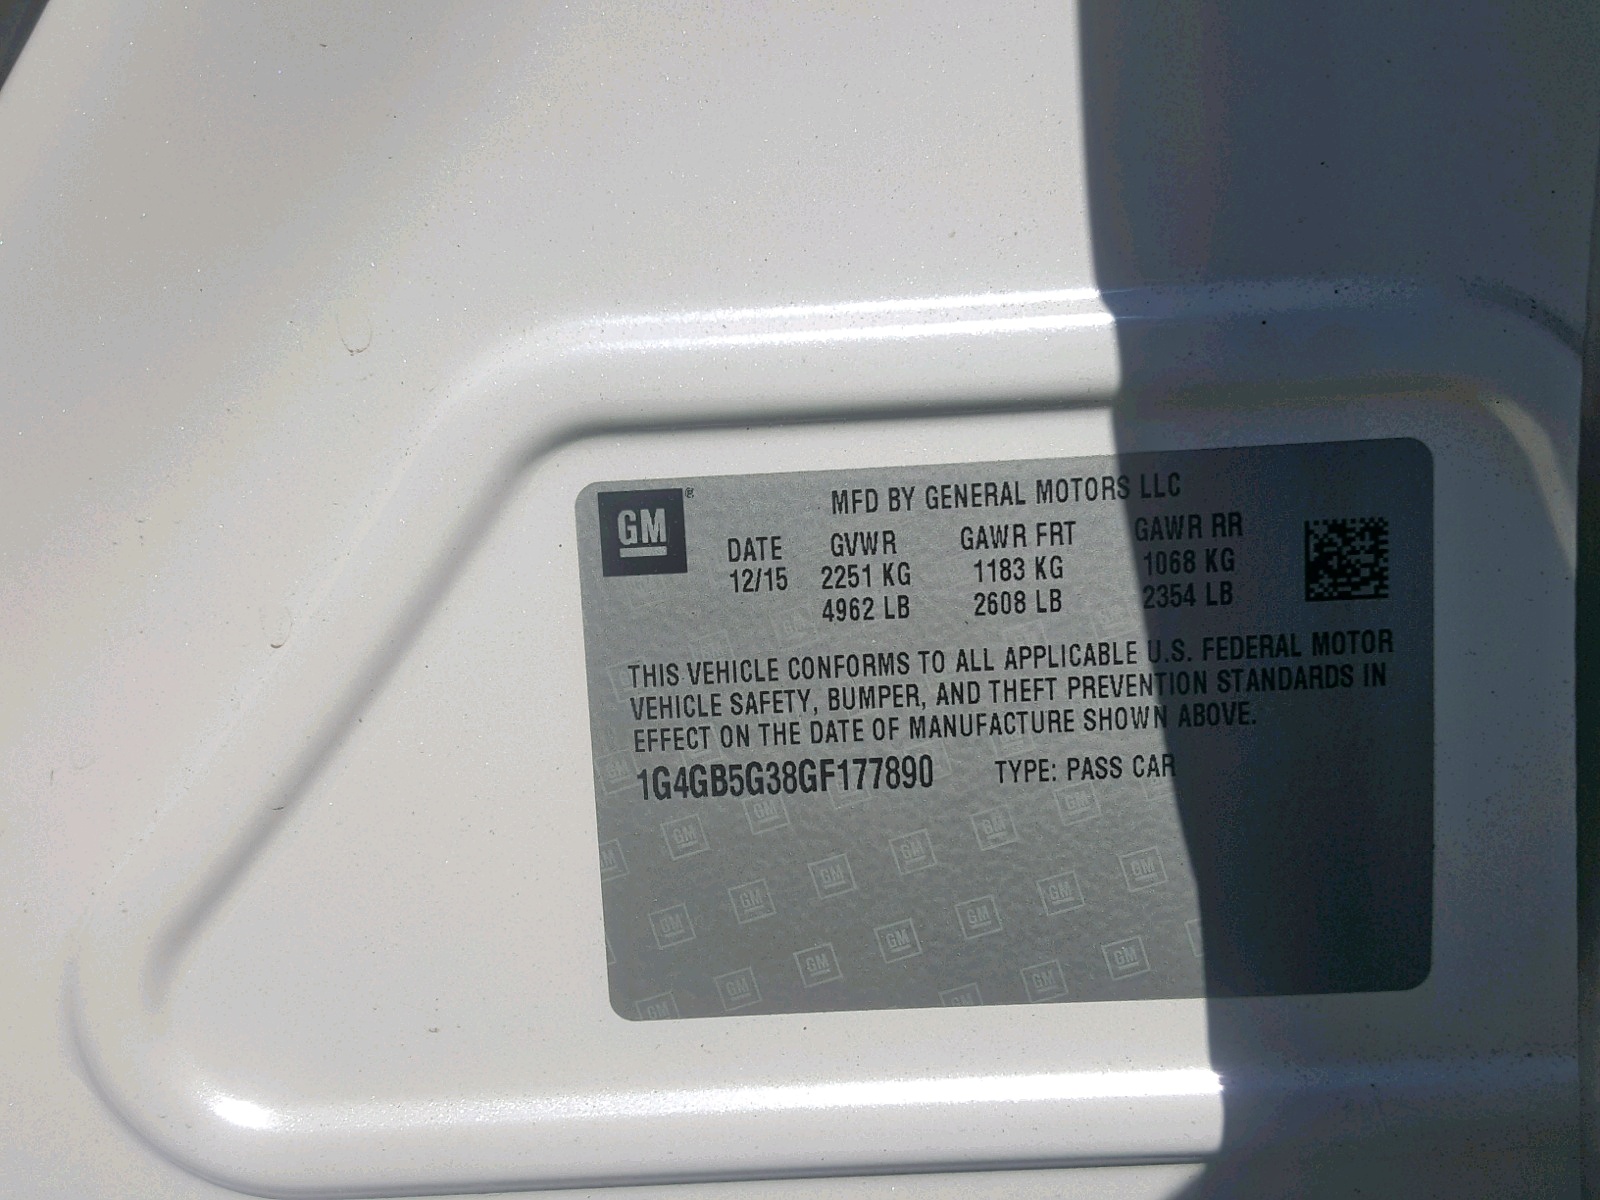 GM®
MFD BY GENERAL MOTORS LLC
DATE GVWR GAWR FRT GAWR RR
12/15 2251 KG 1183 KG 1068 KG
4962 LB 2608 LB 2354 LB
THIS VEHICLE CONFORMS TO ALL APPLICABLE U.S. FEDERAL MOTOR
VEHICLE SAFETY, BUMPER, AND THEFT PREVENTION STANDARDS IN
EFFECT ON THE DATE OF MANUFACTURE SHOWN ABOVE.
1G4GB5G38GF177890 TYPE: PASS CAR